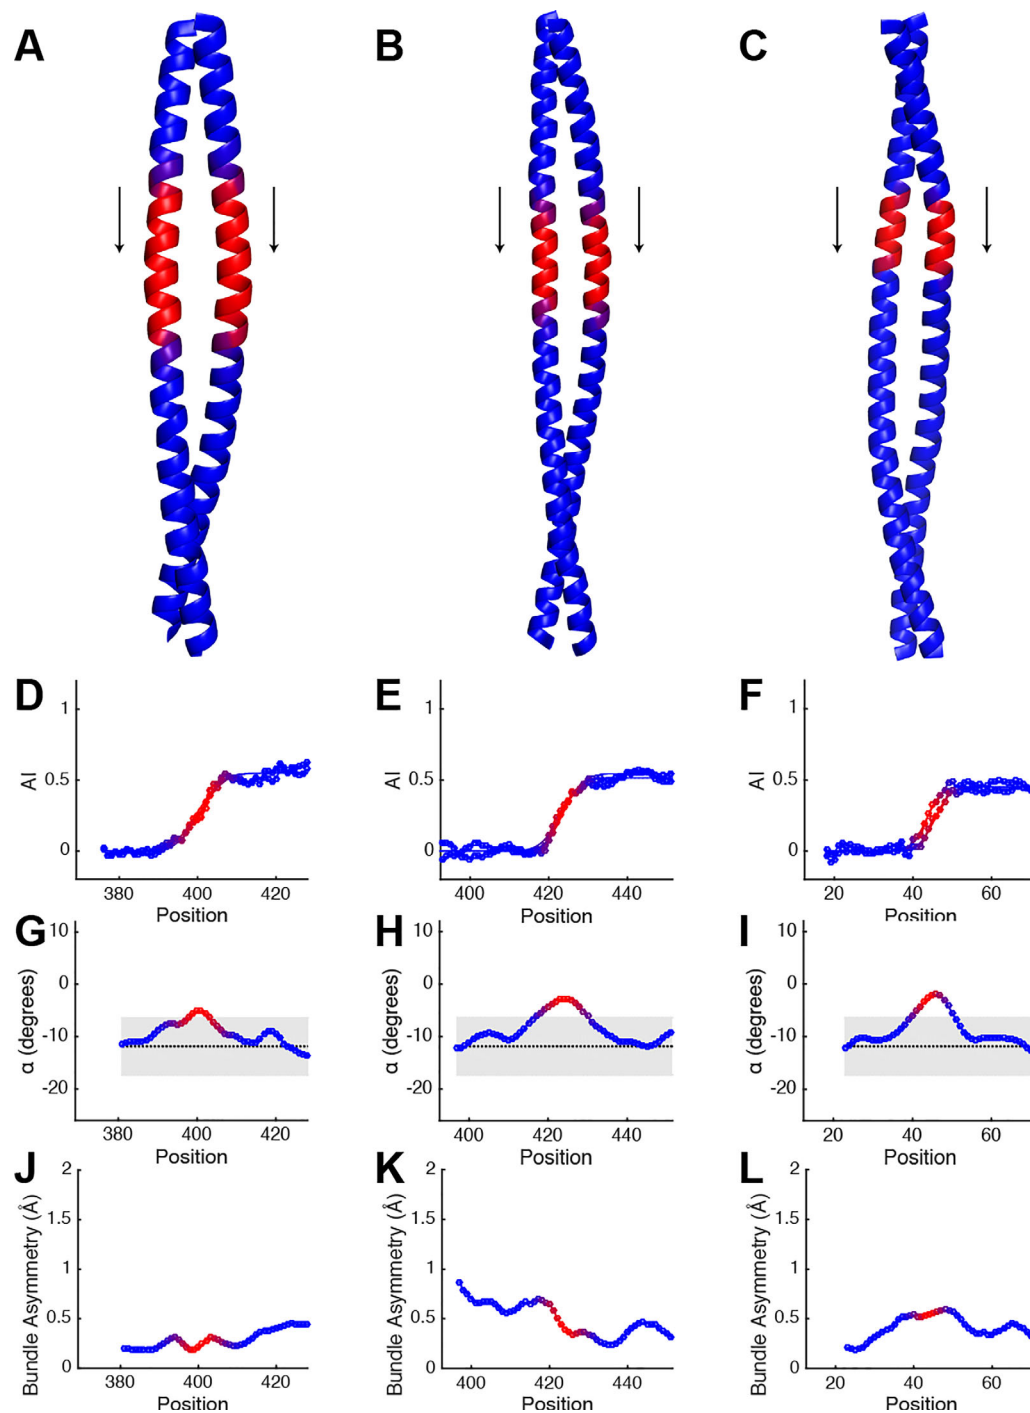 A B C
D E F
1 1 1
AI 0.5 AI 0.5 AI 0.5
0 0 0
380 400 420 400 420 440 20 40 60
Position Position Position
G H I
10 10 10
0 0 0
-10 -10 -10
-20 -20 -20
α (degrees) α (degrees) α (degrees)
380 400 420 400 420 440 20 40 60
Position Position Position
J K L
2 2 2
1.5 1.5 1.5
1 1 1
0.5 0.5 0.5
0 0 0
Bundle Asymmetry (Å) Bundle Asymmetry (Å) Bundle Asymmetry (Å)
380 400 420 400 420 440 20 40 60
Position Position Position